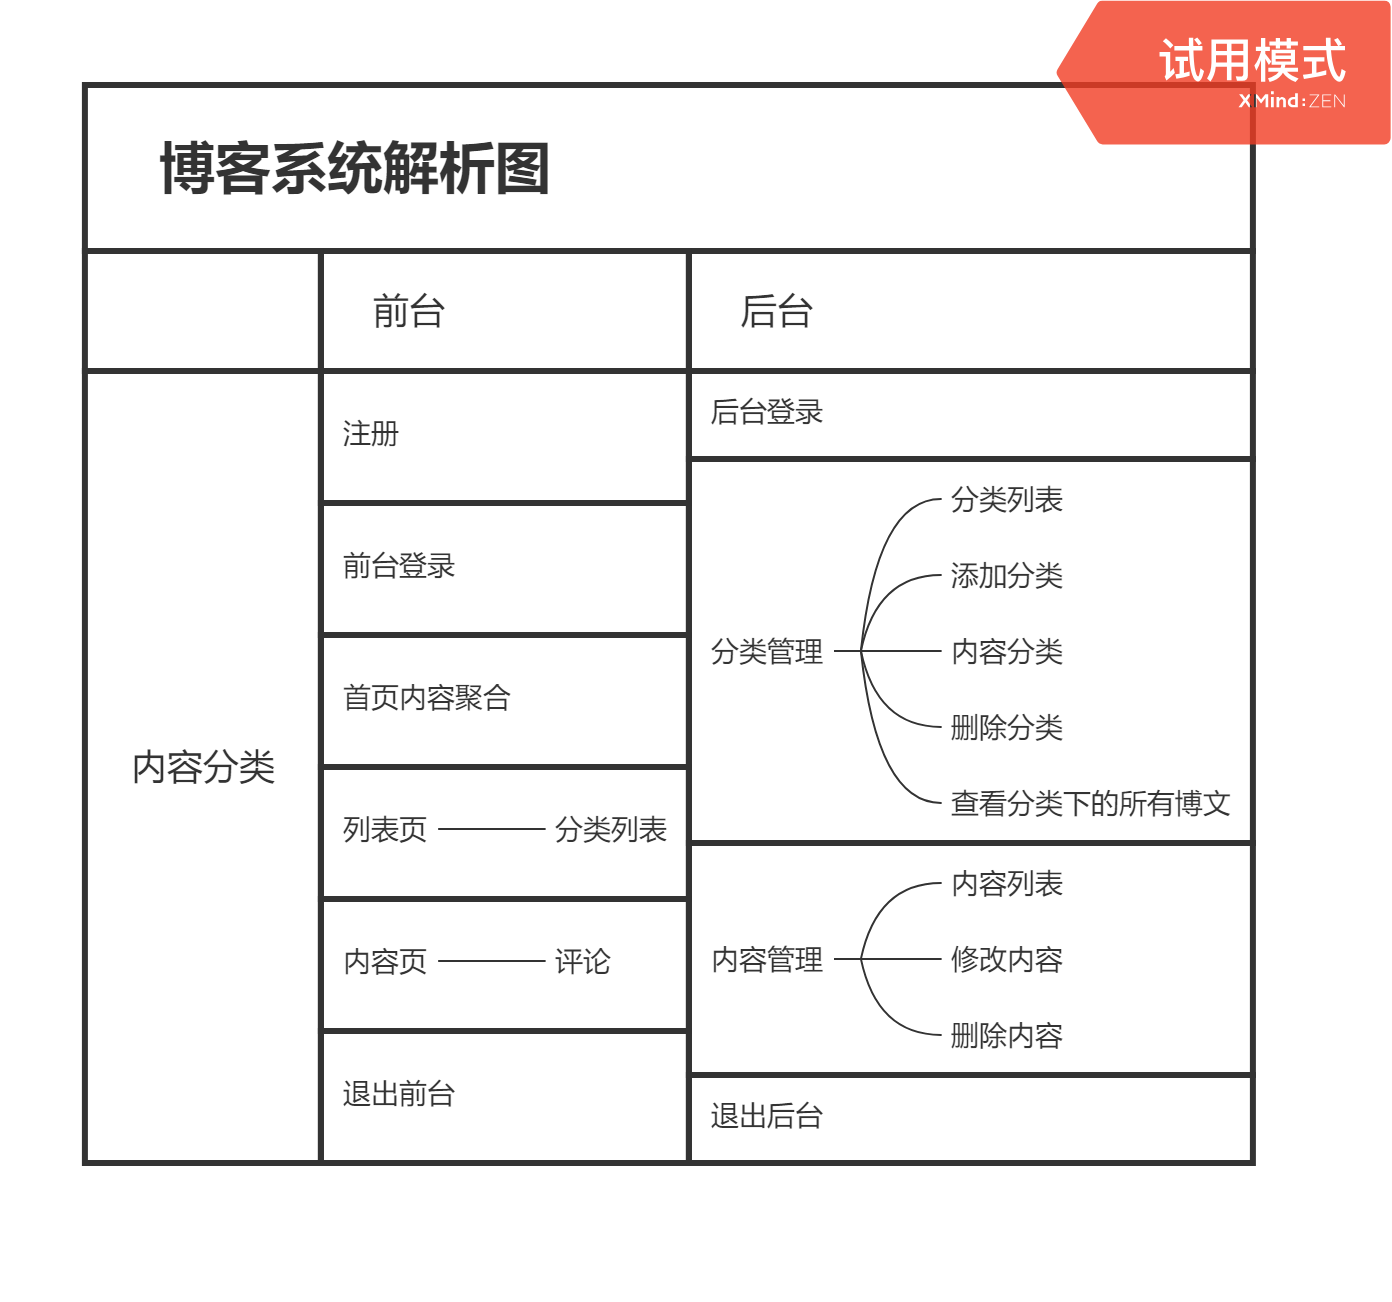 试用模式
XMind:ZEN
博客系统解析图
前台
后台
内容分类
注册
前台登录
首页内容聚合
列表页
分类列表
内容页
评论
退出前台
后台登录
分类管理
分类列表
添加分类
内容分类
删除分类
查看分类下的所有博文
内容管理
内容列表
修改内容
删除内容
退出后台